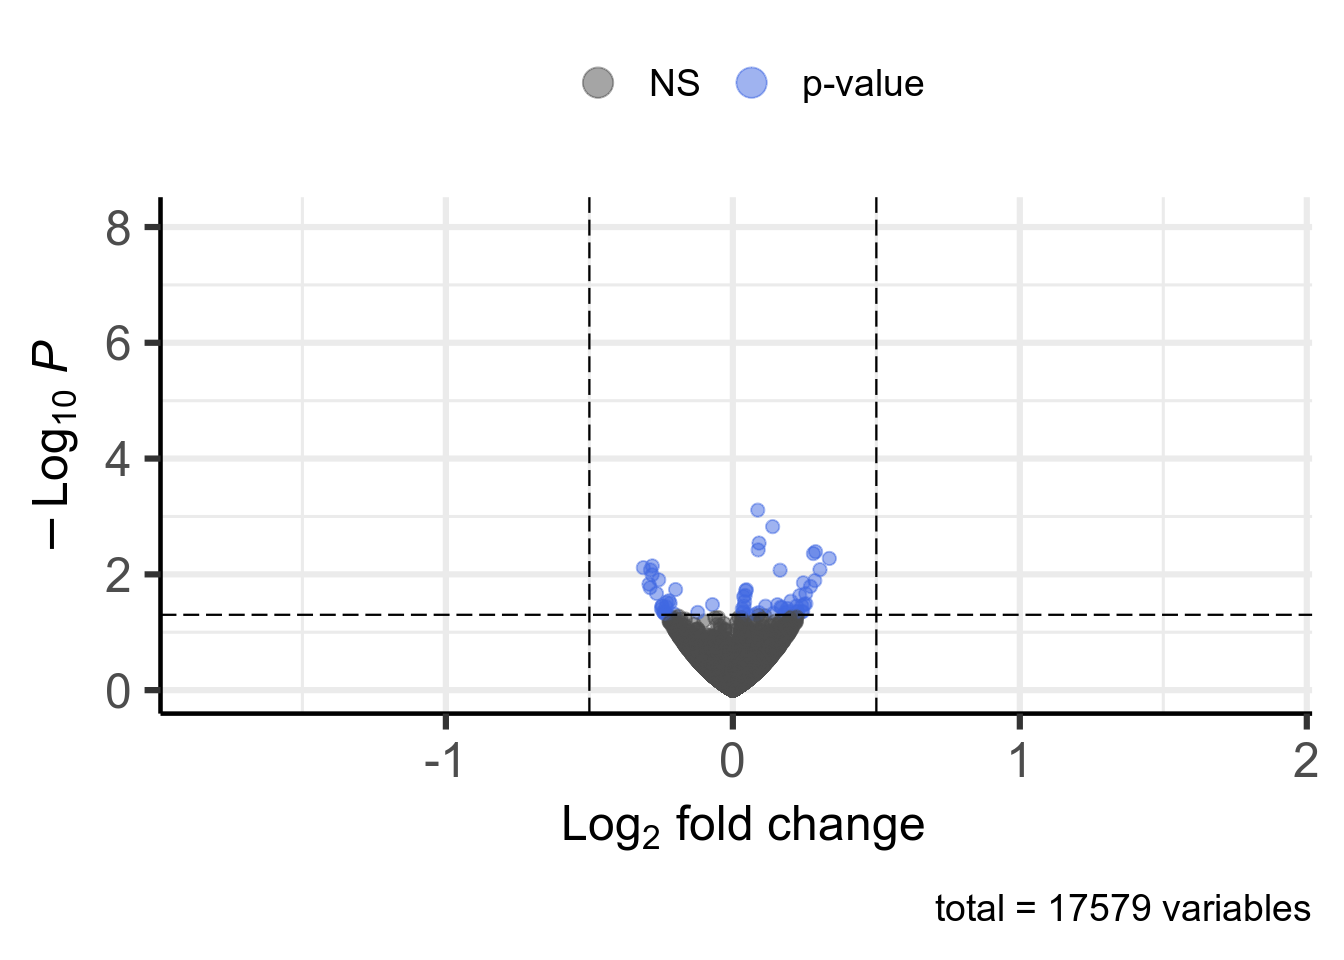 NS p-value
8
6
4
2
0
−Log₁₀ P
-1 0 1 2
Log₂ fold change
total = 17579 variables